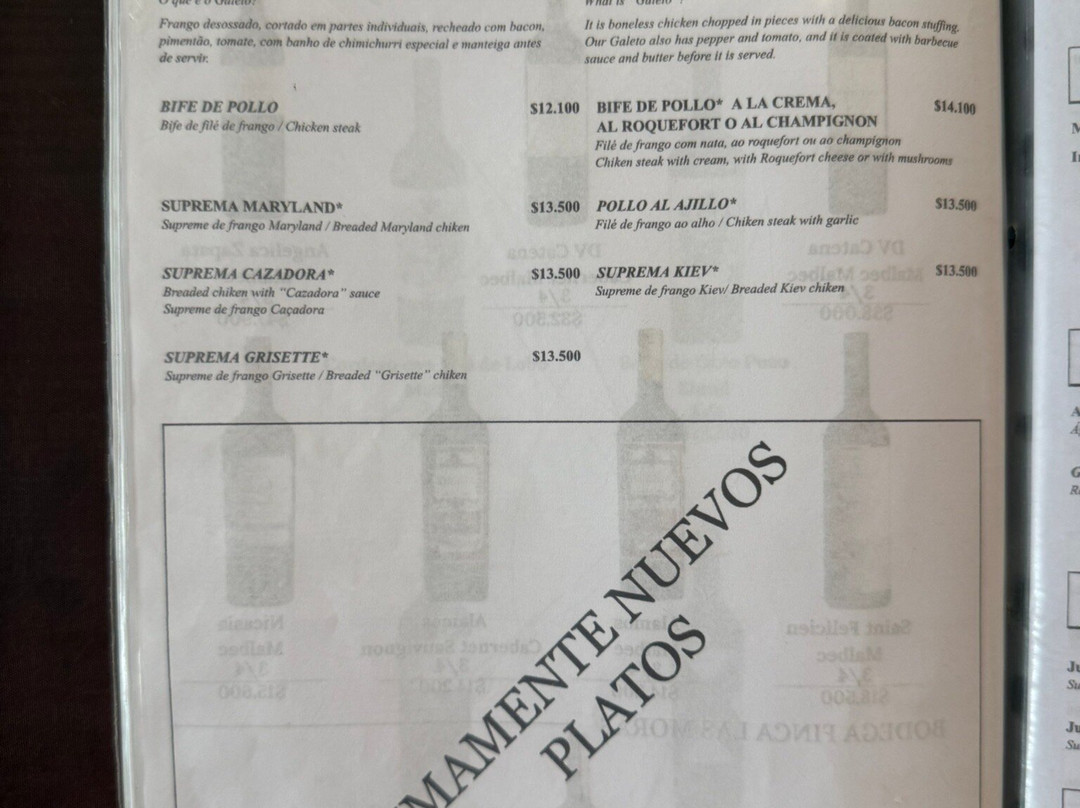 O que é o Galeto?
Frango desossado, cortado em partes individuais, recheado com bacon,
pimentão, tomate, com banho de chimichurri especial e manteiga antes
de servir.
What is "Galeto"?
It is boneless chicken chopped in pieces with a delicious bacon stuffing.
Our Galeto also has pepper and tomato, and it is coated with barbecue
sauce and butter before it is served.
BIFE DE POLLO $12.100
Bife de filé de frango / Chicken steak
BIFE DE POLLO* A LA CREMA, $14.100
AL ROQUEFORT O AL CHAMPIGNON
Filé de frango com nata, ao roquefort ou ao champignon
Chiken steak with cream, with Roquefort cheese or with mushrooms
SUPREMA MARYLAND* $13.500
Supreme de frango Maryland / Breaded Maryland chiken
POLLO AL AJILLO* $13.500
Filé de frango ao alho / Chiken steak with garlic
SUPREMA CAZADORA* $13.500
Breaded chiken with "Cazadora" sauce
Supreme de frango Caçadora
SUPREMA KIEV* $13.500
Supreme de frango Kiev/ Breaded Kiev chiken
SUPREMA GRISETTE* $13.500
Supreme de frango Grisette / Breaded "Grisette" chiken
MAMENTE NUEVOS
PLATOS